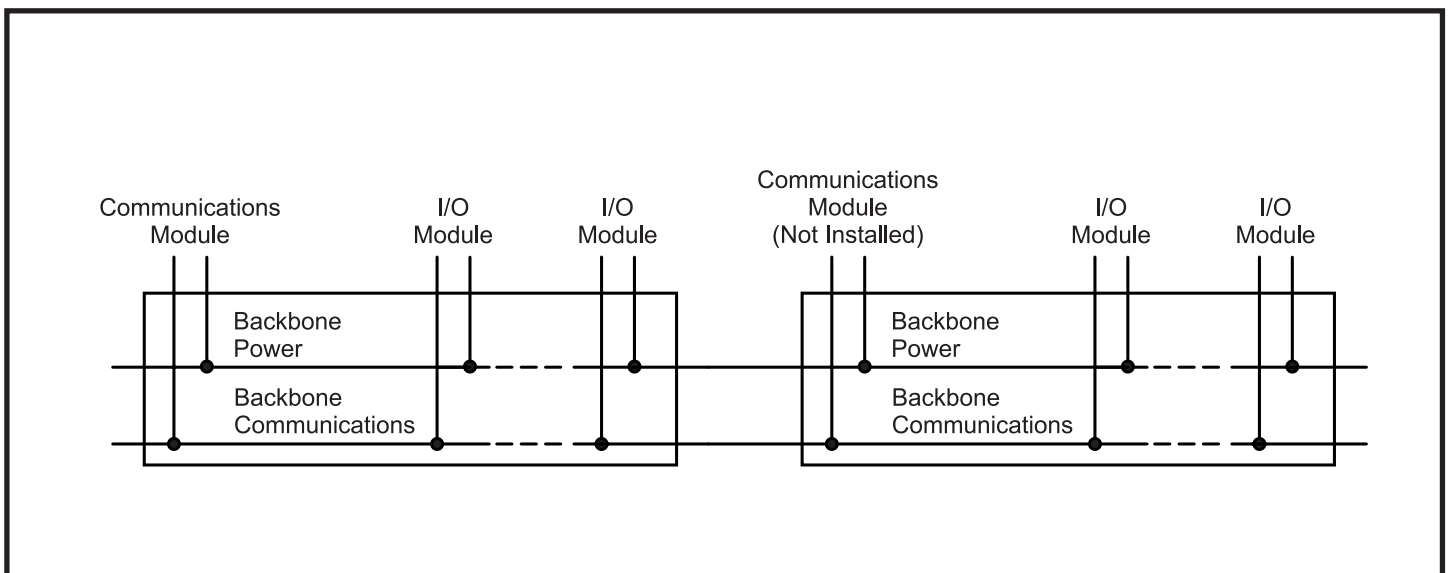 Communications
Module
I/O
Module
I/O
Module
Communications
Module
(Not Installed)
I/O
Module
I/O
Module
Backbone
Power
Backbone
Communications
Backbone
Power
Backbone
Communications